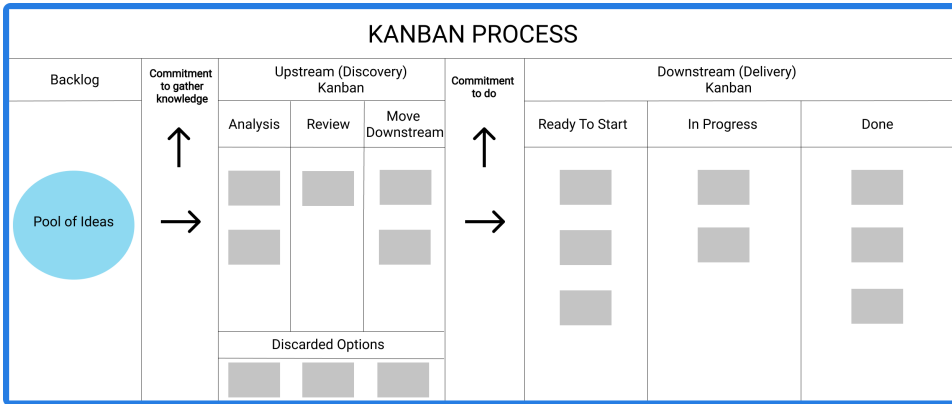 KANBAN PROCESS
Backlog
Commitment
to gather
knowledge
Upstream (Discovery)
Kanban
Commitment
to do
Downstream (Delivery)
Kanban
Analysis
Review
Move
Downstream
Ready To Start
In Progress
Done
Pool of Ideas
Discarded Options